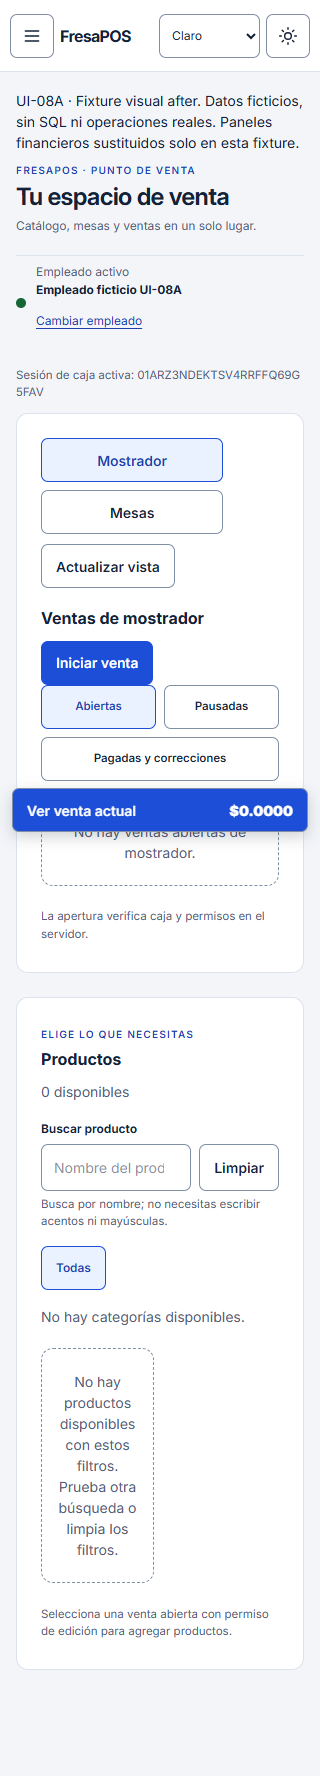 FresaPOS
Claro
UI-08A · Fixture visual after. Datos ficticios,
sin SQL ni operaciones reales. Paneles
financieros sustituidos solo en esta fixture.
FRESAPOS · PUNTO DE VENTA
Tu espacio de venta
Catálogo, mesas y ventas en un solo lugar.
Empleado activo
Empleado ficticio UI-08A
Cambiar empleado
Sesión de caja activa: 01ARZ3NDEKTSV4RRFFQ69G
5FAV
Mostrador
Mesas
Actualizar vista
Ventas de mostrador
Iniciar venta
Abiertas
Pausadas
Pagadas y correcciones
Ver venta actual $0.0000
No hay ventas abiertas de
mostrador.
La apertura verifica caja y permisos en el
servidor.
ELIGE LO QUE NECESITAS
Productos
0 disponibles
Buscar producto
Nombre del prod
Limpiar
Busca por nombre; no necesitas escribir
acentos ni mayúsculas.
Todas
No hay categorías disponibles.
No hay
productos
disponibles
con estos
filtros.
Prueba otra
búsqueda o
limpia los
filtros.
Selecciona una venta abierta con permiso
de edición para agregar productos.